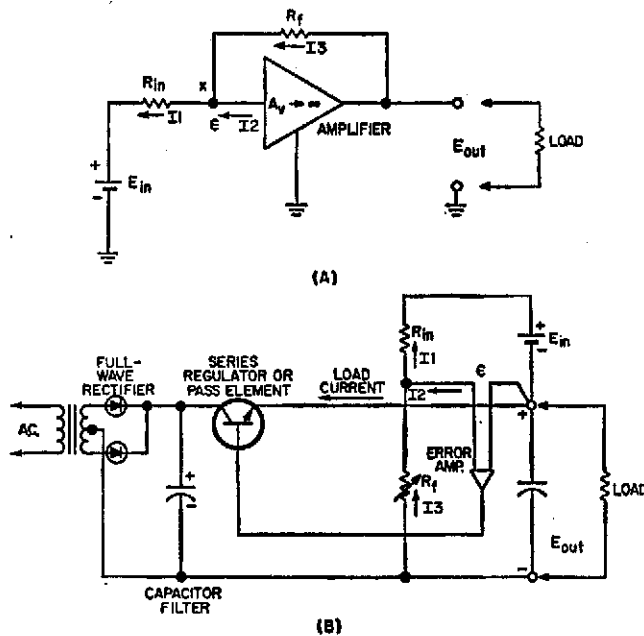 Rf
I3
Rin
x
I1
ϵ
I2
Av → ∞
AMPLIFIER
Eout
LOAD
+
Ein
-
(A)
FULL-
WAVE
RECTIFIER
SERIES
REGULATOR OR
PASS ELEMENT
LOAD
CURRENT
Rin
I1
+
Ein
-
ϵ
I2
+
A.C.
ERROR
AMP.
+
-
Rf
I3
LOAD
Eout
-
CAPACITOR
FILTER
(B)